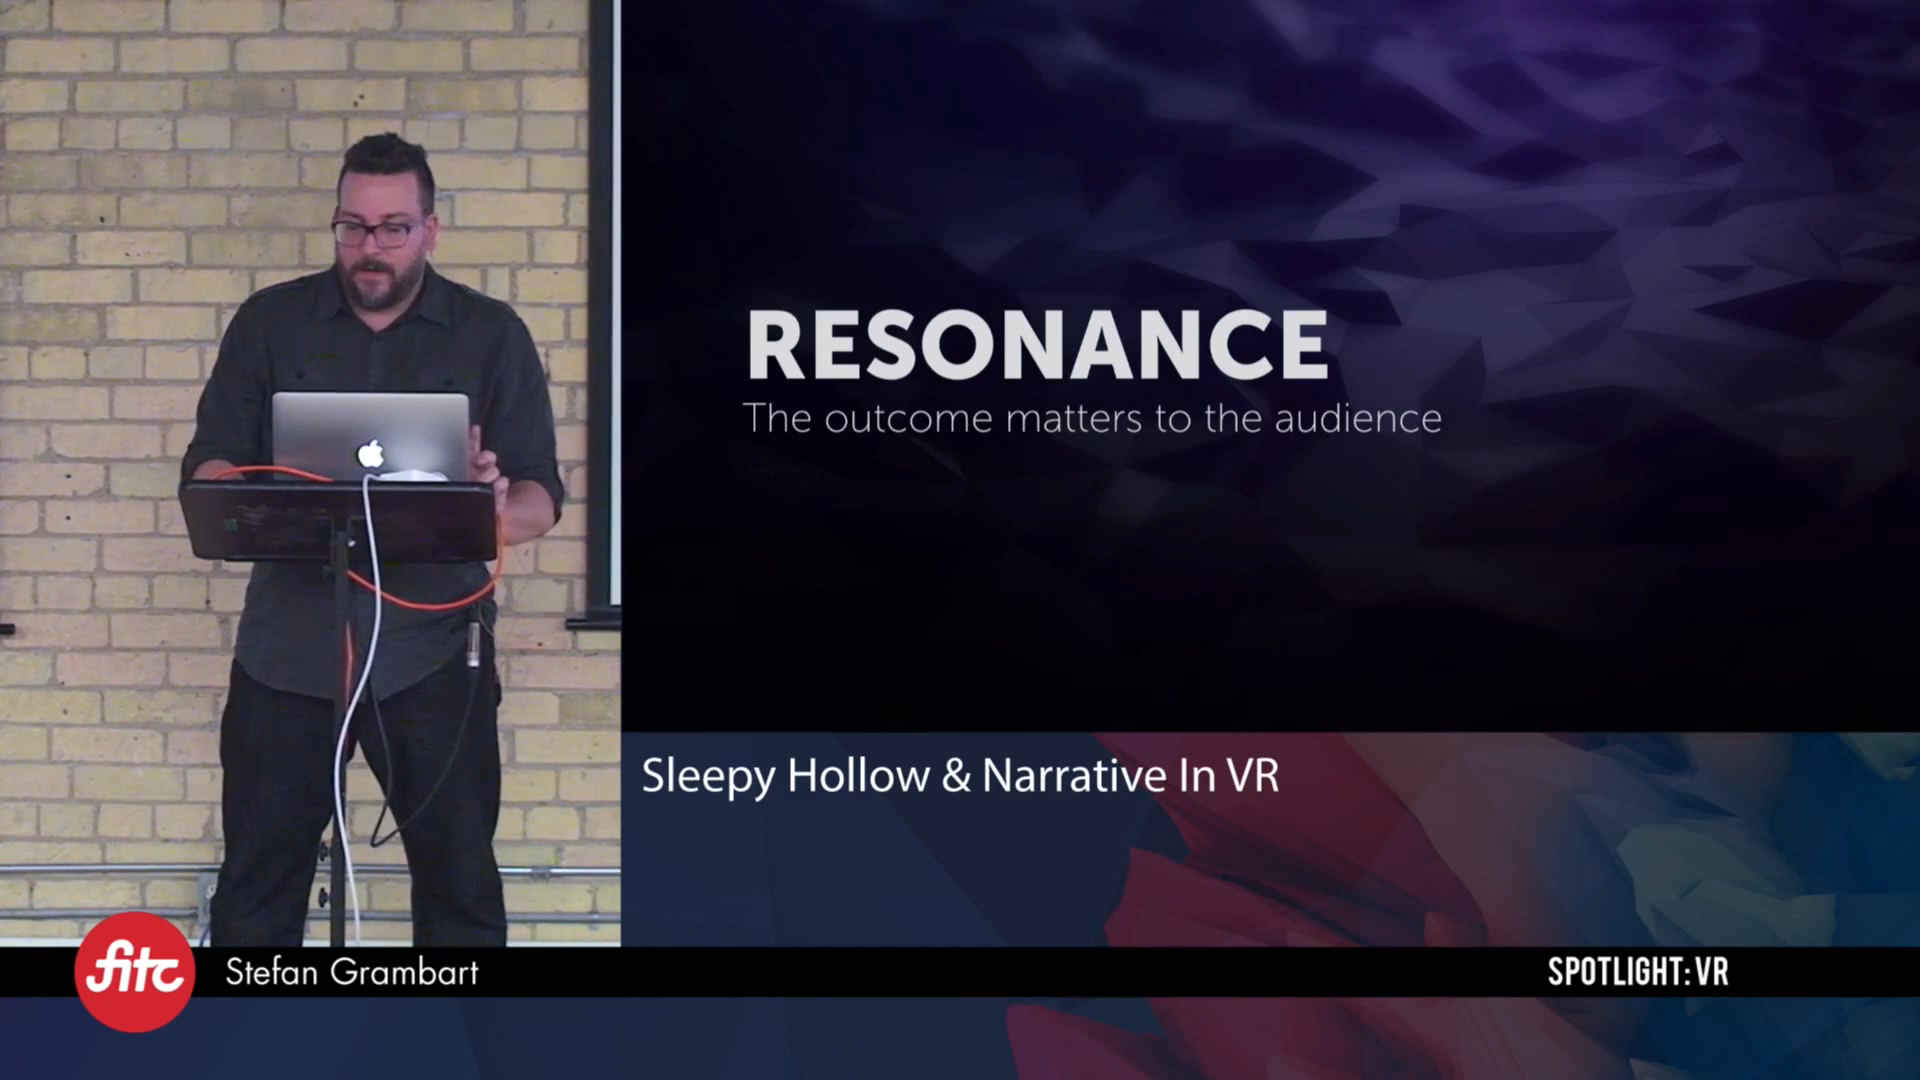 RESONANCE
The outcome matters to the audience
Sleepy Hollow & Narrative In VR
fitc
Stefan Grambart
SPOTLIGHT: VR